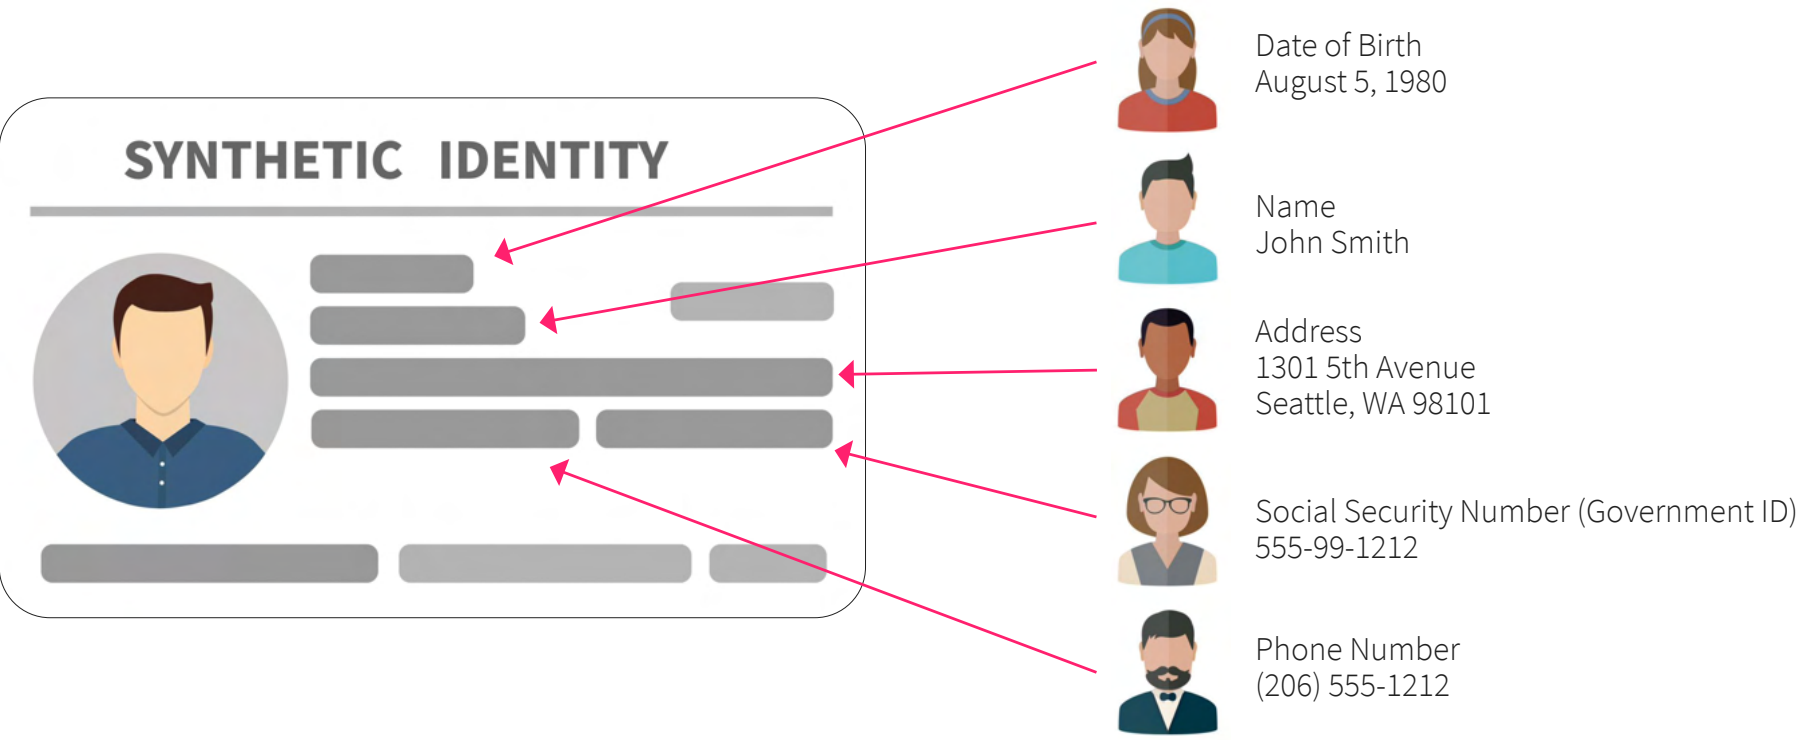 SYNTHETIC IDENTITY
Date of Birth
August 5, 1980
Name
John Smith
Address
1301 5th Avenue
Seattle, WA 98101
Social Security Number (Government ID)
555-99-1212
Phone Number
(206) 555-1212